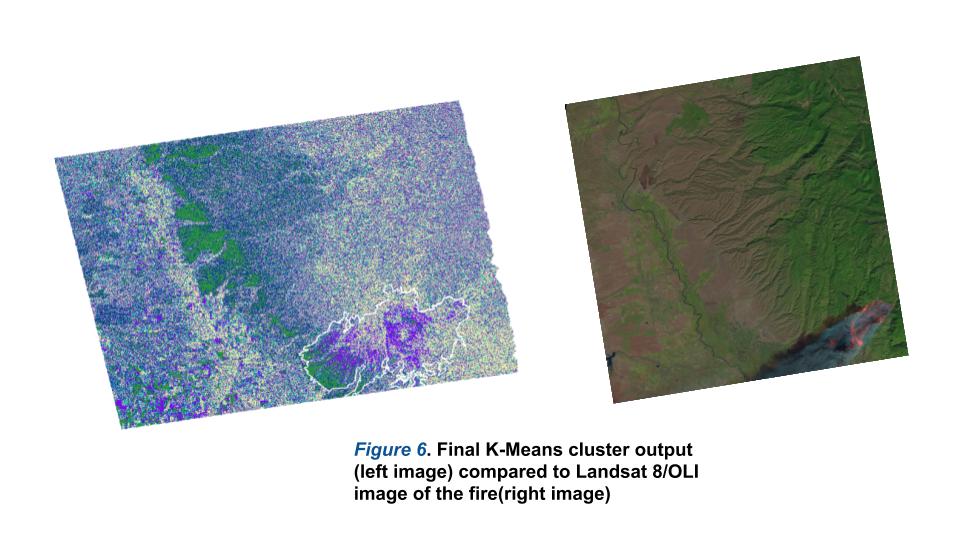 Figure 6. Final K-Means cluster output
(left image) compared to Landsat 8/OLI
image of the fire(right image)